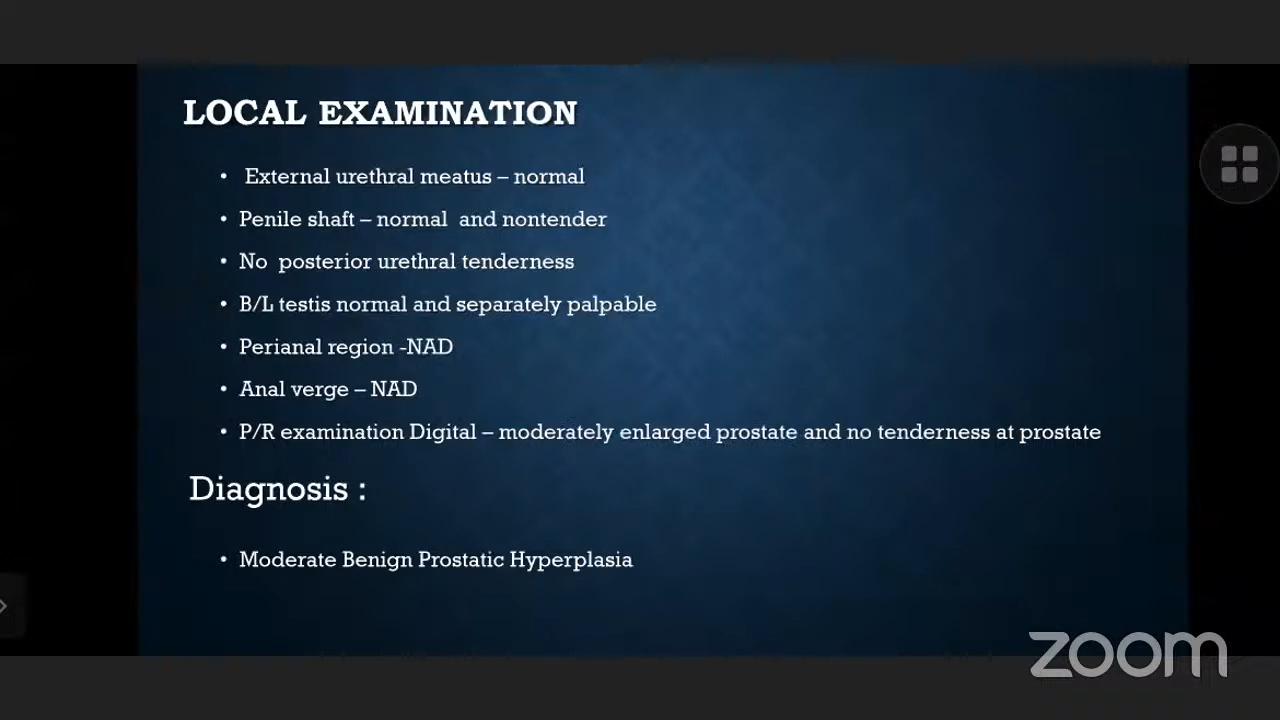 LOCAL EXAMINATION
• External urethral meatus – normal
• Penile shaft – normal and nontender
• No posterior urethral tenderness
• B/L testis normal and separately palpable
• Perianal region -NAD
• Anal verge – NAD
• P/R examination Digital – moderately enlarged prostate and no tenderness at prostate
Diagnosis :
• Moderate Benign Prostatic Hyperplasia
zoom